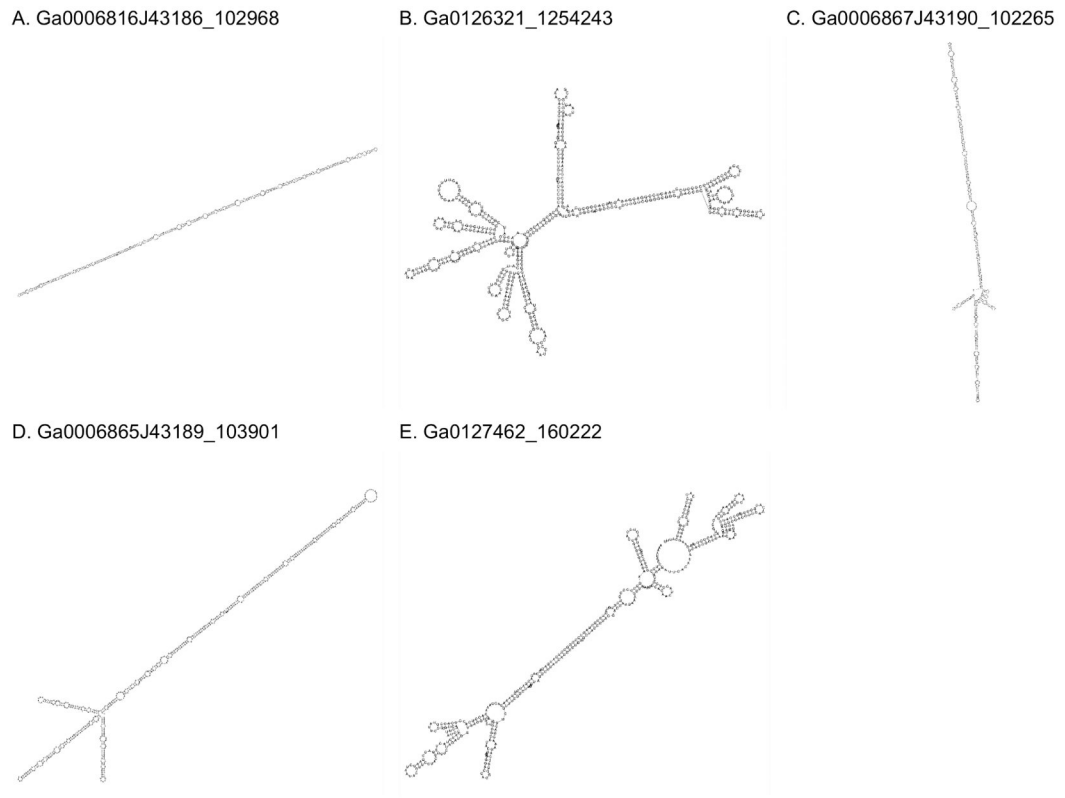 A. Ga0006816J43186_102968
B. Ga0126321_1254243
C. Ga0006867J43190_102265
D. Ga0006865J43189_103901
E. Ga0127462_160222